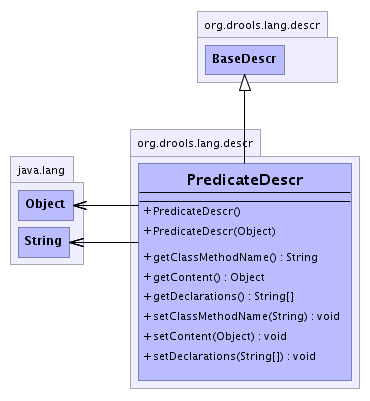 org.drools.lang.descr
BaseDescr
org.drools.lang.descr
java.lang
Object
String
PredicateDescr
+ PredicateDescr()
+ PredicateDescr(Object)
+ getClassMethodName() : String
+ getContent() : Object
+ getDeclarations() : String[]
+ setClassMethodName(String) : void
+ setContent(Object) : void
+ setDeclarations(String[]) : void